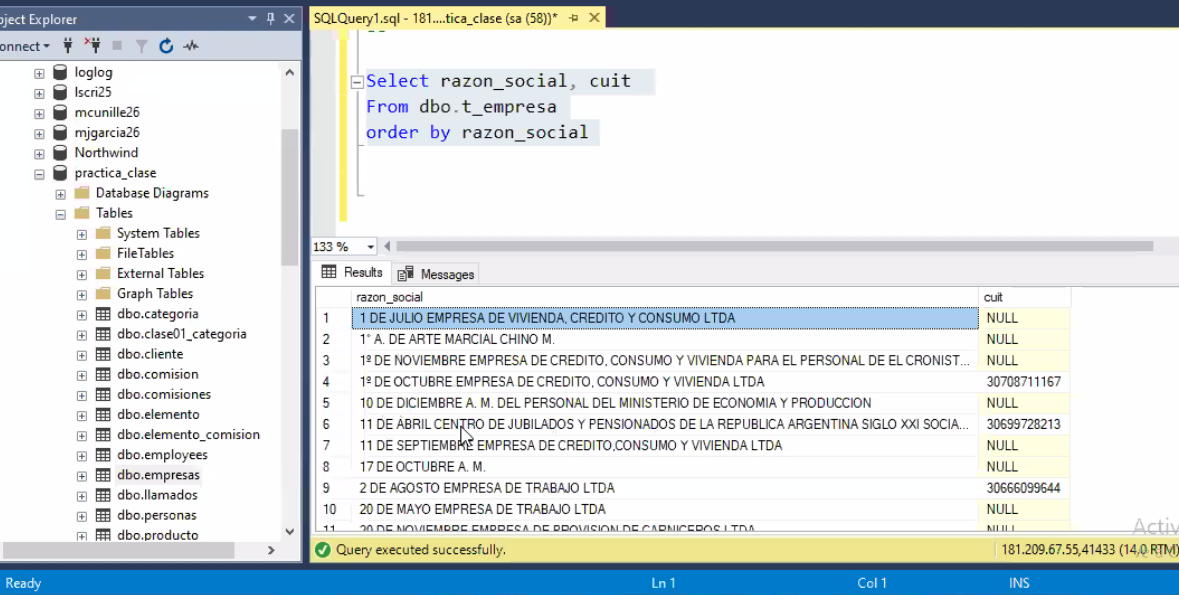 ject Explorer
SQLQuery1.sql - 181....tica_clase (sa (58))*
onnect
loglog
lscri25
mcunille26
mjgarcia26
Northwind
practica_clase
Database Diagrams
Tables
System Tables
FileTables
External Tables
Graph Tables
dbo.categoria
dbo.clase01_categoria
dbo.cliente
dbo.comision
dbo.comisiones
dbo.elemento
dbo.elemento_comision
dbo.employees
dbo.empresas
dbo.llamados
dbo.personas
dbo.producto
--
Select razon_social, cuit
From dbo.t_empresa
order by razon_social
133 %
Results Messages
razon_social cuit
1 1 DE JULIO EMPRESA DE VIVIENDA, CREDITO Y CONSUMO LTDA NULL
2 1° A. DE ARTE MARCIAL CHINO M. NULL
3 1º DE NOVIEMBRE EMPRESA DE CREDITO, CONSUMO Y VIVIENDA PARA EL PERSONAL DE EL CRONIST... NULL
4 1º DE OCTUBRE EMPRESA DE CREDITO, CONSUMO Y VIVIENDA LTDA 30708711167
5 10 DE DICIEMBRE A. M. DEL PERSONAL DEL MINISTERIO DE ECONOMIA Y PRODUCCION NULL
6 11 DE ABRIL CENTRO DE JUBILADOS Y PENSIONADOS DE LA REPUBLICA ARGENTINA SIGLO XXI SOCIA... 30699728213
7 11 DE SEPTIEMBRE EMPRESA DE CREDITO,CONSUMO Y VIVIENDA LTDA NULL
8 17 DE OCTUBRE A. M. NULL
9 2 DE AGOSTO EMPRESA DE TRABAJO LTDA 30666099644
10 20 DE MAYO EMPRESA DE TRABAJO LTDA NULL
11 20 DE NOVIEMBRE EMPRESA DE PROVISION DE CARNICEROS LTDA NULL
Activ
Query executed successfully. 181.209.67.55,41433 (14.0 RTM)
Ready Ln 1 Col 1 INS